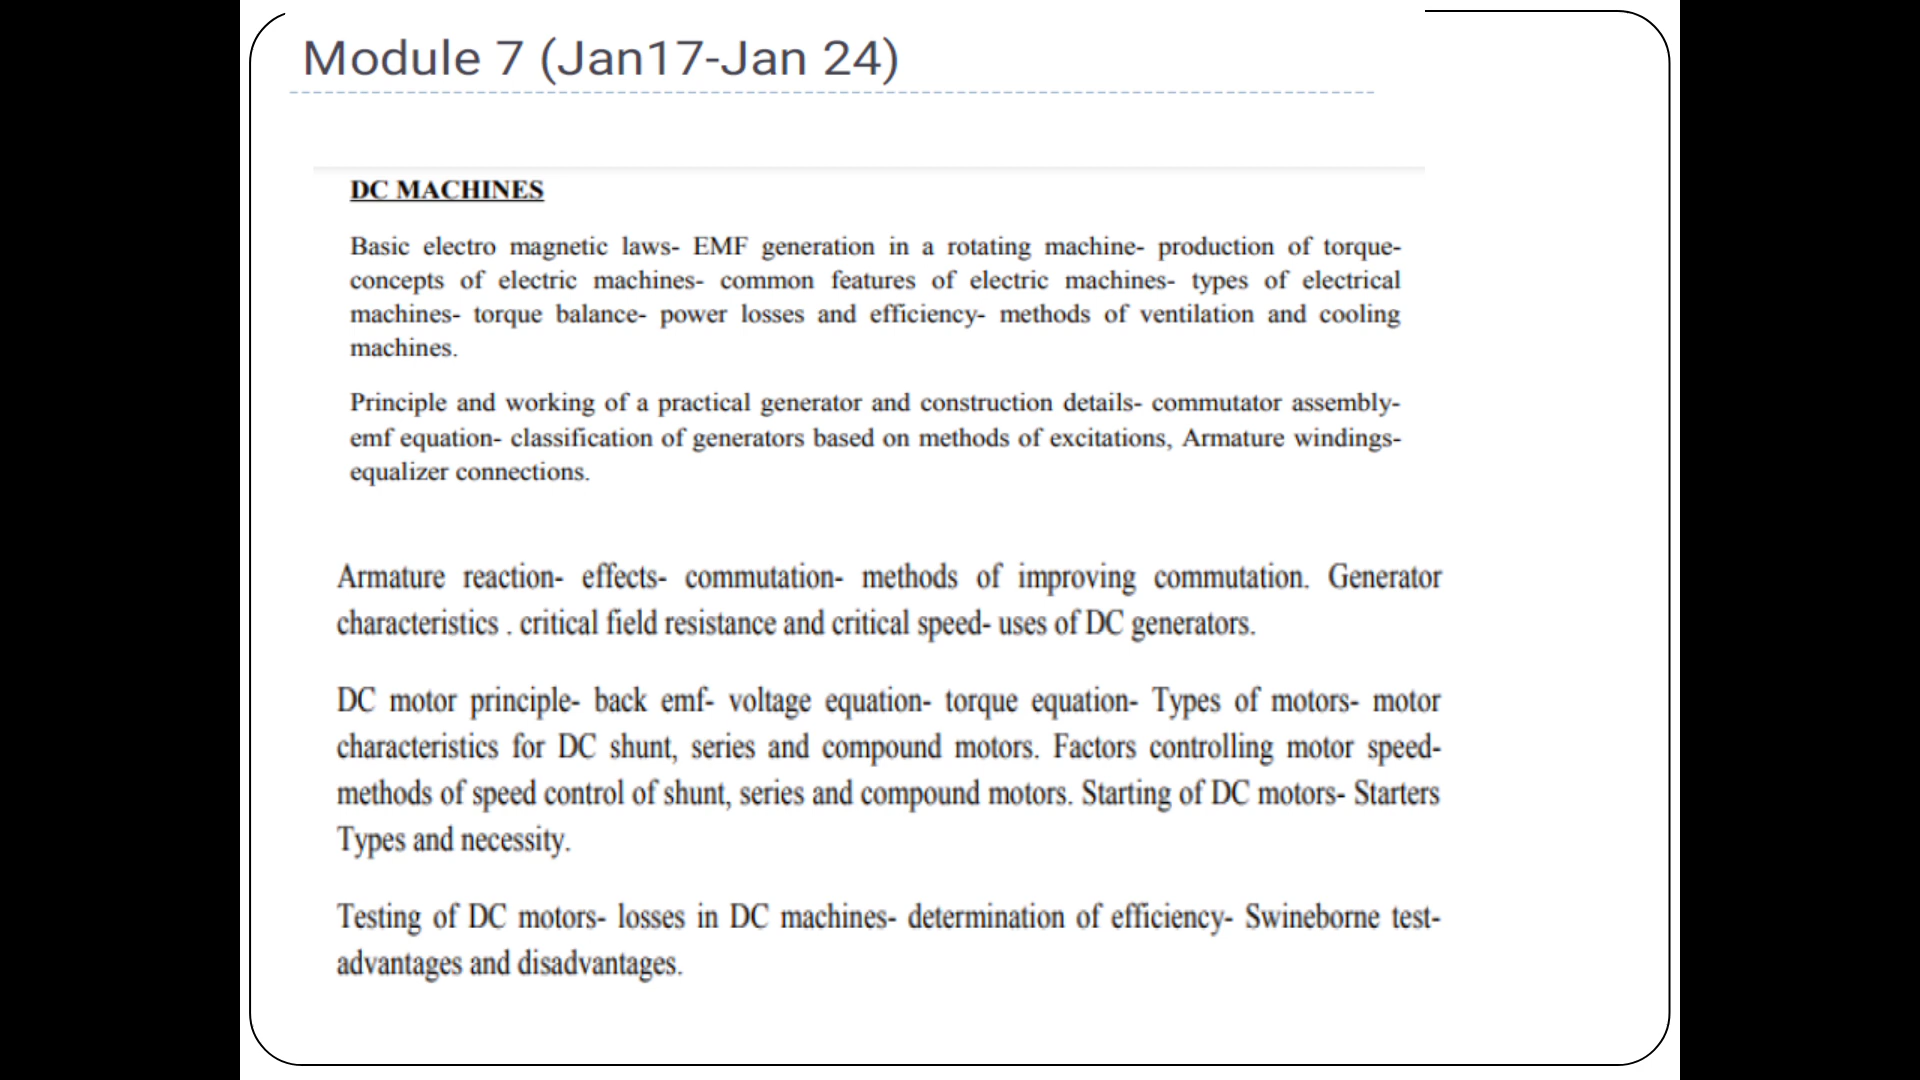 Module 7 (Jan17-Jan 24)
DC MACHINES
Basic electro magnetic laws- EMF generation in a rotating machine- production of torque-
concepts of electric machines- common features of electric machines- types of electrical
machines- torque balance- power losses and efficiency- methods of ventilation and cooling
machines.
Principle and working of a practical generator and construction details- commutator assembly-
emf equation- classification of generators based on methods of excitations, Armature windings-
equalizer connections.
Armature reaction- effects- commutation- methods of improving commutation. Generator
characteristics . critical field resistance and critical speed- uses of DC generators.
DC motor principle- back emf- voltage equation- torque equation- Types of motors- motor
characteristics for DC shunt, series and compound motors. Factors controlling motor speed-
methods of speed control of shunt, series and compound motors. Starting of DC motors- Starters
Types and necessity.
Testing of DC motors- losses in DC machines- determination of efficiency- Swineborne test-
advantages and disadvantages.